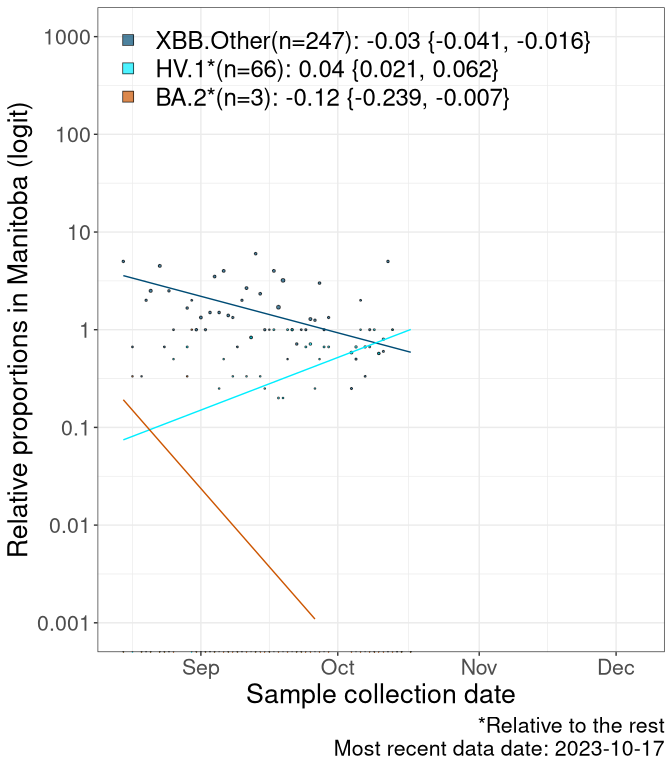 XBB.Other(n=247): -0.03 {-0.041, -0.016}
HV.1*(n=66): 0.04 {0.021, 0.062}
BA.2*(n=3): -0.12 {-0.239, -0.007}
Relative proportions in Manitoba (logit)
1000
100
10
1
0.1
0.01
0.001
Sep Oct Nov Dec
Sample collection date
*Relative to the rest
Most recent data date: 2023-10-17